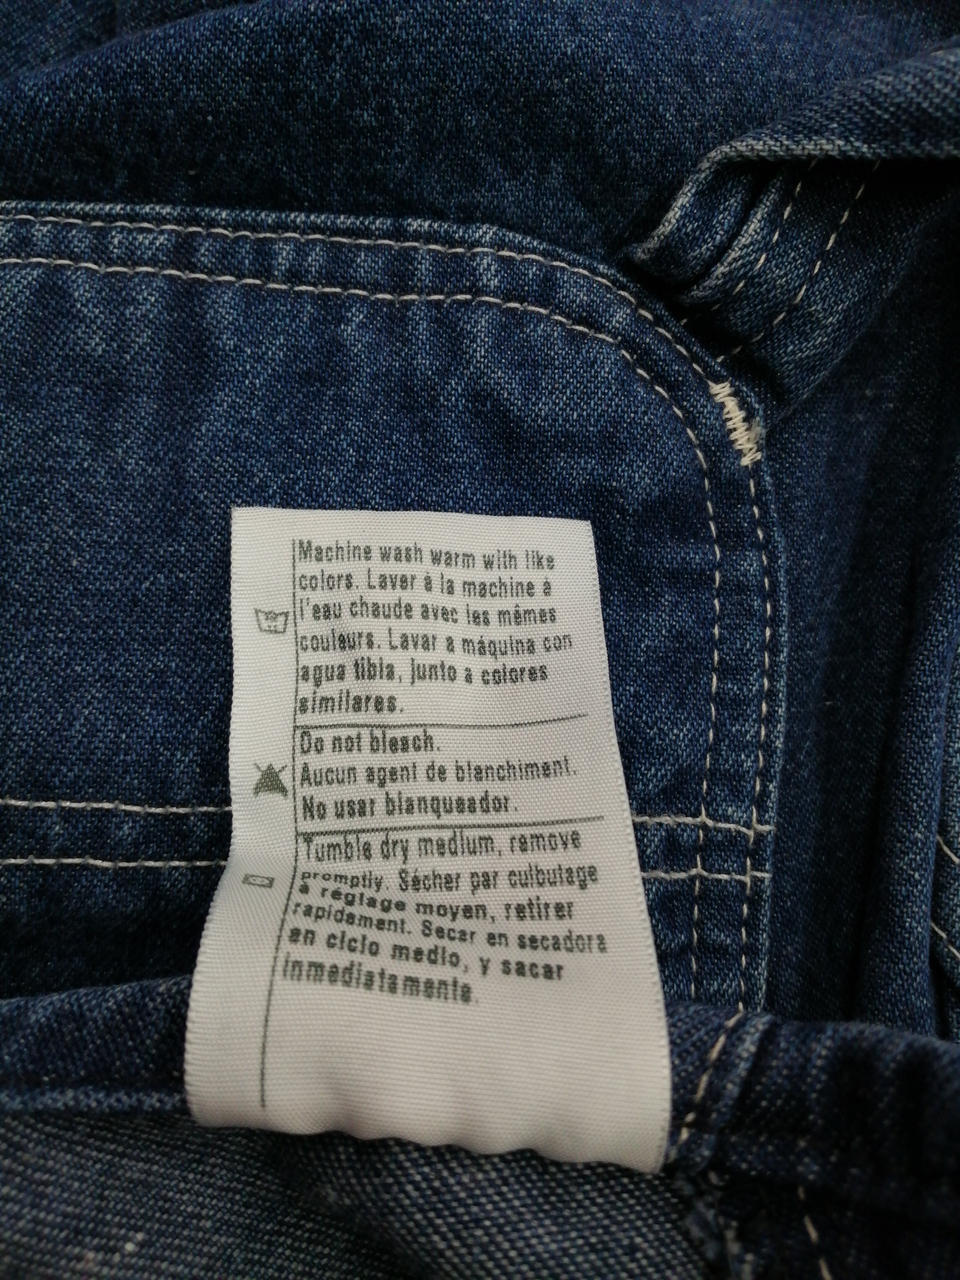 Machine wash warm with like
colors. Laver à la machine à
l'eau chaude avec les mêmes
couleurs. Lavar a máquina con
agua tibia, junto a colores
similares.
Do not bleach.
Aucun agent de blanchiment.
No usar blanqueador.
Tumble dry medium, remove
promptly. Sécher par culbutage
à réglage moyen, retirer
rapidement. Secar en secadora
en ciclo medio, y sacar
inmediatamente.